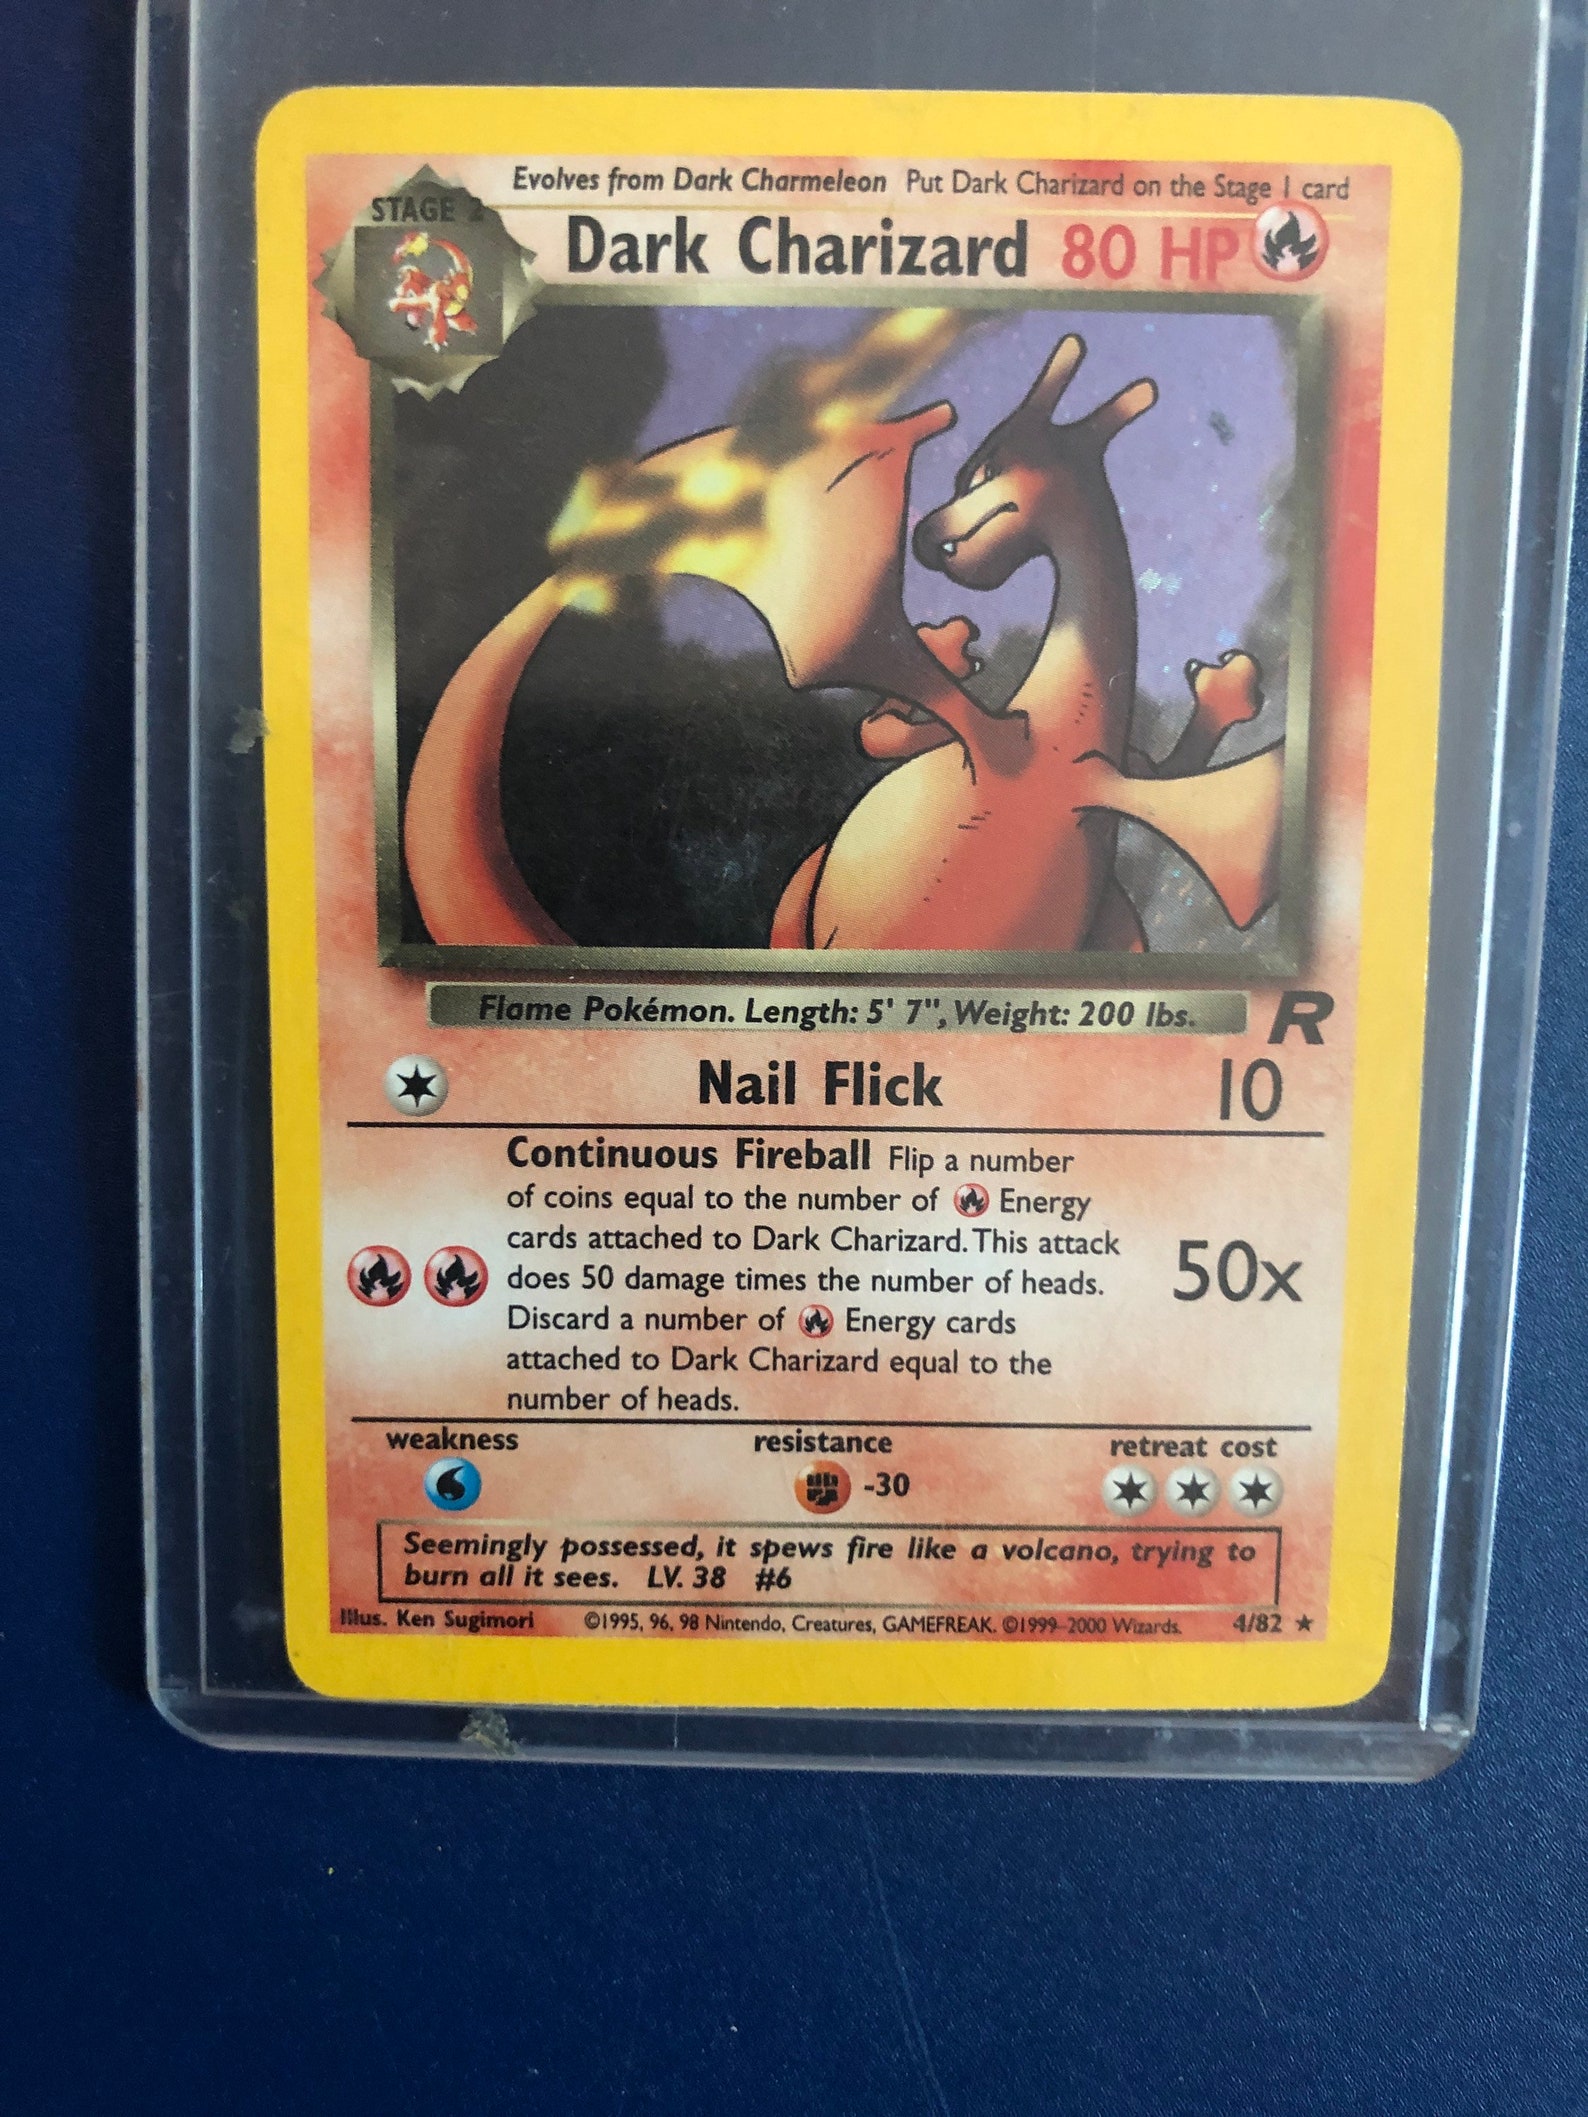 Evolves from Dark Charmeleon Put Dark Charizard on the Stage 1 card
STAGE 2
Dark Charizard 80 HP
Flame Pokémon. Length: 5' 7", Weight: 200 lbs.
R
Nail Flick 10
Continuous Fireball Flip a number
of coins equal to the number of Energy
cards attached to Dark Charizard. This attack
does 50 damage times the number of heads.
Discard a number of Energy cards
attached to Dark Charizard equal to the
number of heads.
50x
weakness resistance retreat cost
-30
Seemingly possessed, it spews fire like a volcano, trying to
burn all it sees. LV. 38 #6
Illus. Ken Sugimori ©1995, 96, 98 Nintendo, Creatures, GAMEFREAK. ©1999-2000 Wizards. 4/82 ★